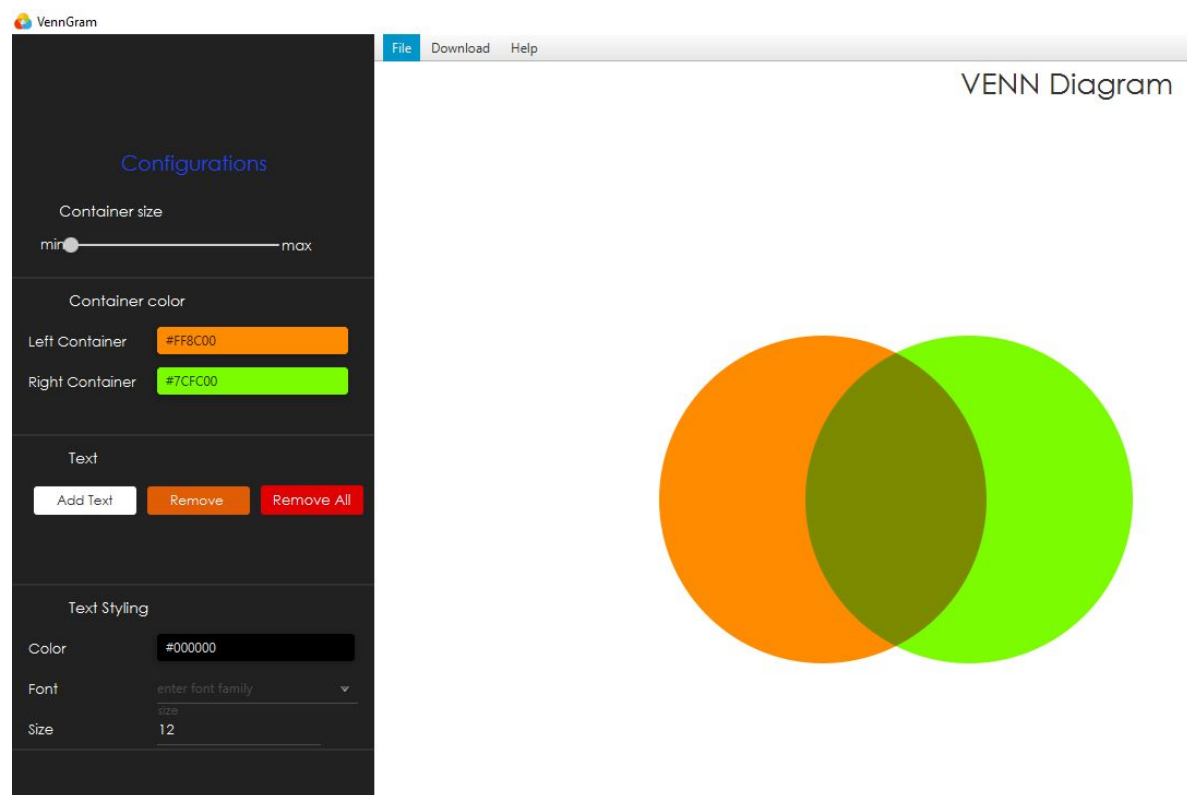 VennGram
File Download Help
VENN Diagram
Configurations
Container size
min max
Container color
Left Container #FF8C00
Right Container #7CFC00
Text
Add Text Remove Remove All
Text Styling
Color #000000
Font enter font family
size
Size 12